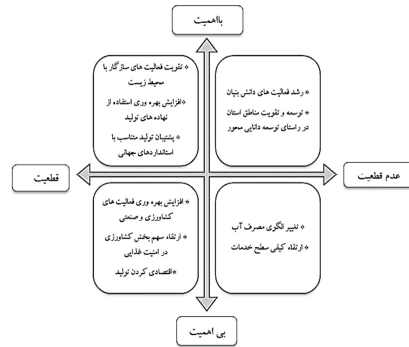 بااهمیت
* رشد فعالیت های دانش بنیان
* توسعه و تقویت مناطق استان
در راستای توسعه دانایی محور
* تقویت فعالیت های سازگار با
محیط زیست
*افزایش بهره وری استفاده از
نهاده های تولید
* پشتیبان تولید متناسب با
استانداردهای جهانی
عدم قطعیت
قطعیت
* تغییر الگوی مصرف آب
* ارتقاء کیفی سطح خدمات
* افزایش بهره وری فعالیت های
کشاورزی و صنعتی
* ارتقاء سهم بخش کشاورزی
در امنیت غذایی
*اقتصادی کردن تولید
بی اهمیت